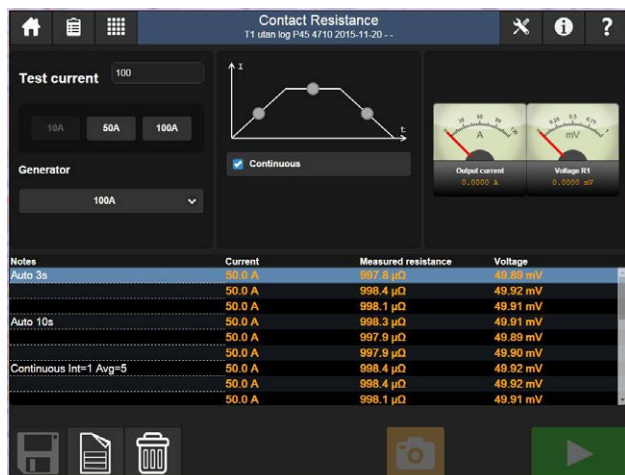 Contact Resistance
T1 utan log P45 4710 2015-11-20 - -
Test current 100
10A 50A 100A
Generator
100A
I
t
Continuous
A
mV
Output current
0.0000 A
Voltage R1
0.0000 mV
Notes Current Measured resistance Voltage
Auto 3s 50.0 A 997.8 µΩ 49.89 mV
50.0 A 998.4 µΩ 49.92 mV
50.0 A 998.1 µΩ 49.91 mV
Auto 10s 50.0 A 998.3 µΩ 49.91 mV
50.0 A 997.9 µΩ 49.89 mV
50.0 A 997.9 µΩ 49.90 mV
Continuous Int=1 Avg=5 50.0 A 998.4 µΩ 49.92 mV
50.0 A 998.4 µΩ 49.92 mV
50.0 A 998.1 µΩ 49.91 mV